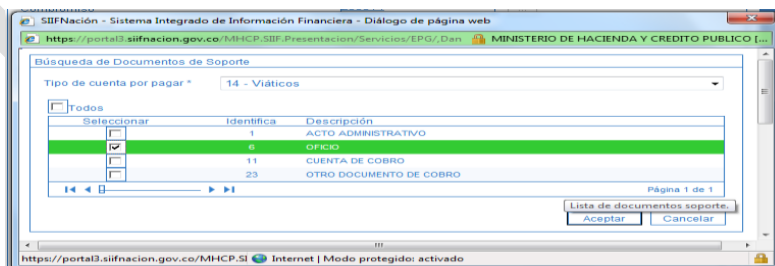 Compromiso
SIIFNación - Sistema Integrado de Información Financiera - Diálogo de página web
https://portal3.siifnacion.gov.co/MHCP.SIIF.Presentacion/Servicios/EPG/,Dan MINISTERIO DE HACIENDA Y CREDITO PUBLICO [...
Búsqueda de Documentos de Soporte
Tipo de cuenta por pagar * 14 - Viáticos
Todos
Seleccionar Identifica Descripción
1 ACTO ADMINISTRATIVO
6 OFICIO
11 CUENTA DE COBRO
23 OTRO DOCUMENTO DE COBRO
Página 1 de 1
Lista de documentos soporte.
Aceptar Cancelar
https://portal3.siifnacion.gov.co/MHCP.SI Internet | Modo protegido: activado